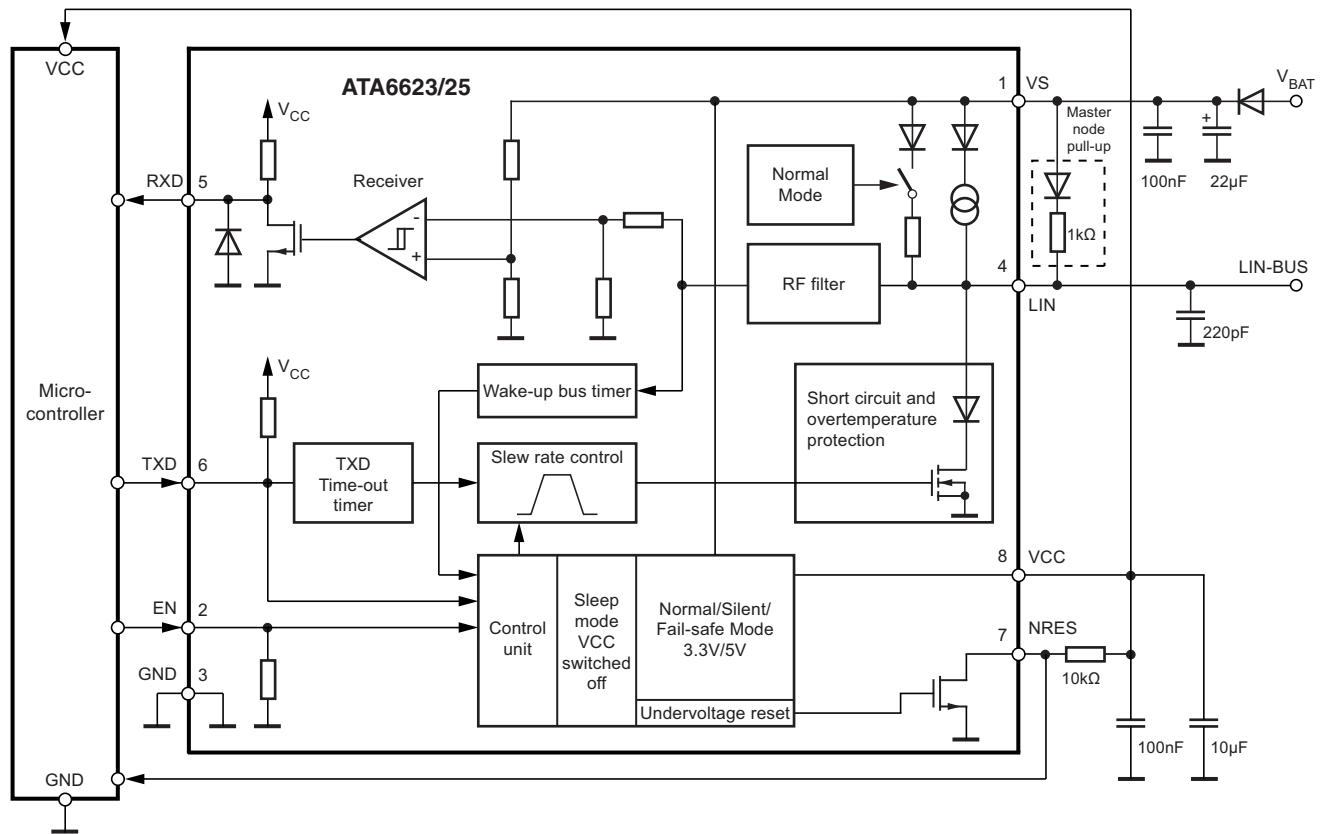 VCC
ATA6623/25
1
VS
VBAT
VCC
Master
node
pull-up
+
100nF
22µF
RXD
5
Receiver
Normal
Mode
-
+
1kΩ
RF filter
4
LIN
LIN-BUS
220pF
VCC
Micro-
controller
Wake-up bus timer
Short circuit and
overtemperature
protection
TXD
6
TXD
Time-out
timer
Slew rate control
8
VCC
EN
2
Control
unit
Sleep
mode
VCC
switched
off
Normal/Silent/
Fail-safe Mode
3.3V/5V
7
NRES
10kΩ
GND
3
Undervoltage reset
100nF
10µF
GND